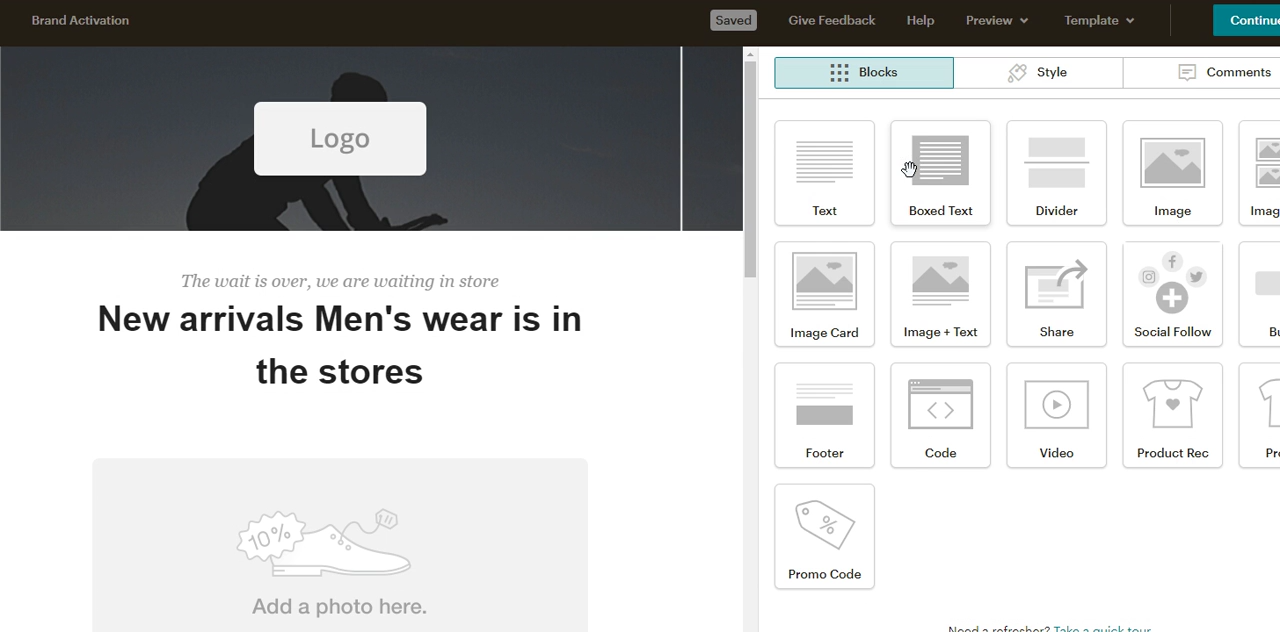 Brand Activation
Saved
Give Feedback
Help
Preview
Template
Continue
Blocks
Style
Comments
Logo
Text
Boxed Text
Divider
Image
The wait is over, we are waiting in store
New arrivals Men's wear is in
the stores
Image Card
Image + Text
Share
Social Follow
Footer
Code
Video
Product Rec
10%
Add a photo here.
%
Promo Code
Need a refresher? Take a quick tour